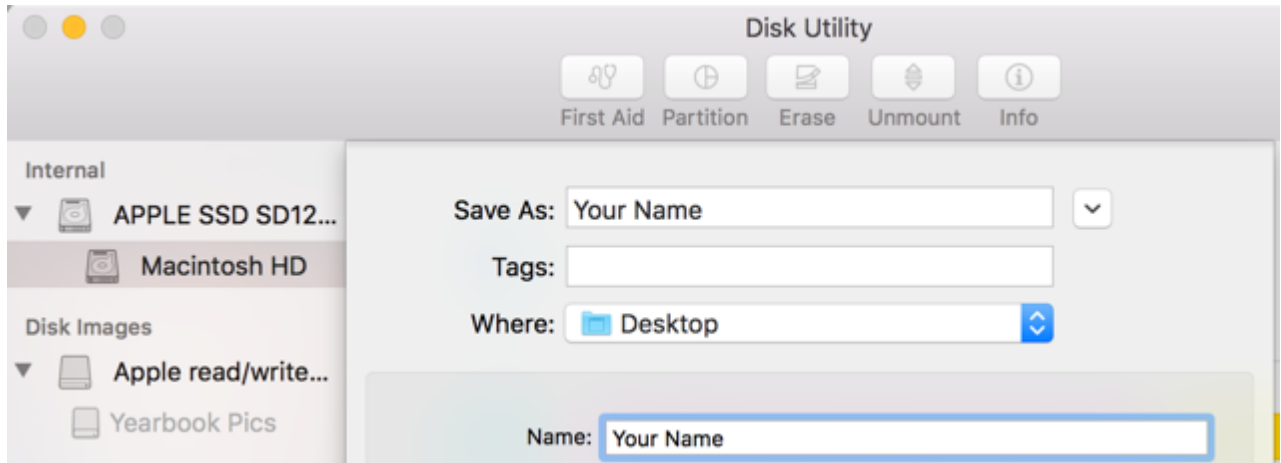 Disk Utility
First Aid Partition Erase Unmount Info
Internal
APPLE SSD SD12...
Macintosh HD
Disk Images
Apple read/write...
Yearbook Pics
Save As: Your Name
Tags:
Where: Desktop
Name: Your Name